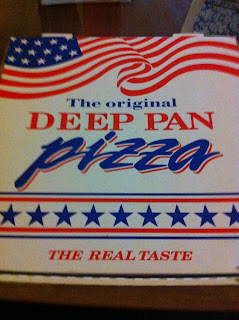 The original
DEEP PAN
pizza
THE REAL TASTE